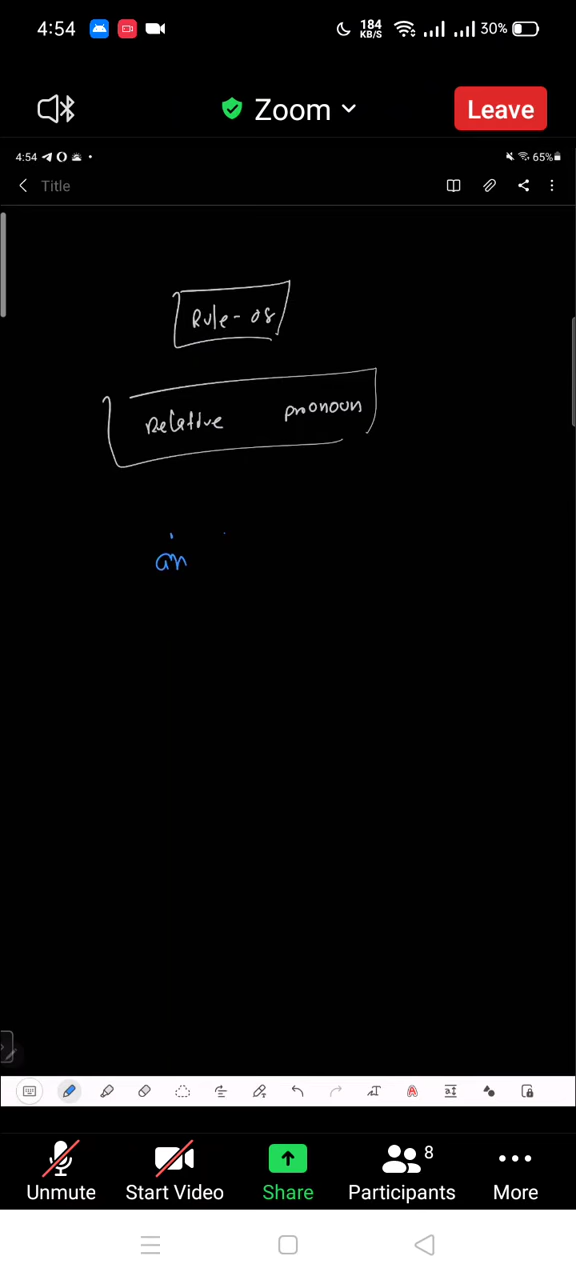 4:54 184 KB/S 30%
Zoom Leave
4:54 65%
Title
Rule - 08
Relative pronoun
an
8
Unmute Start Video Share Participants More